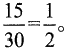 15/30 = 1/2。